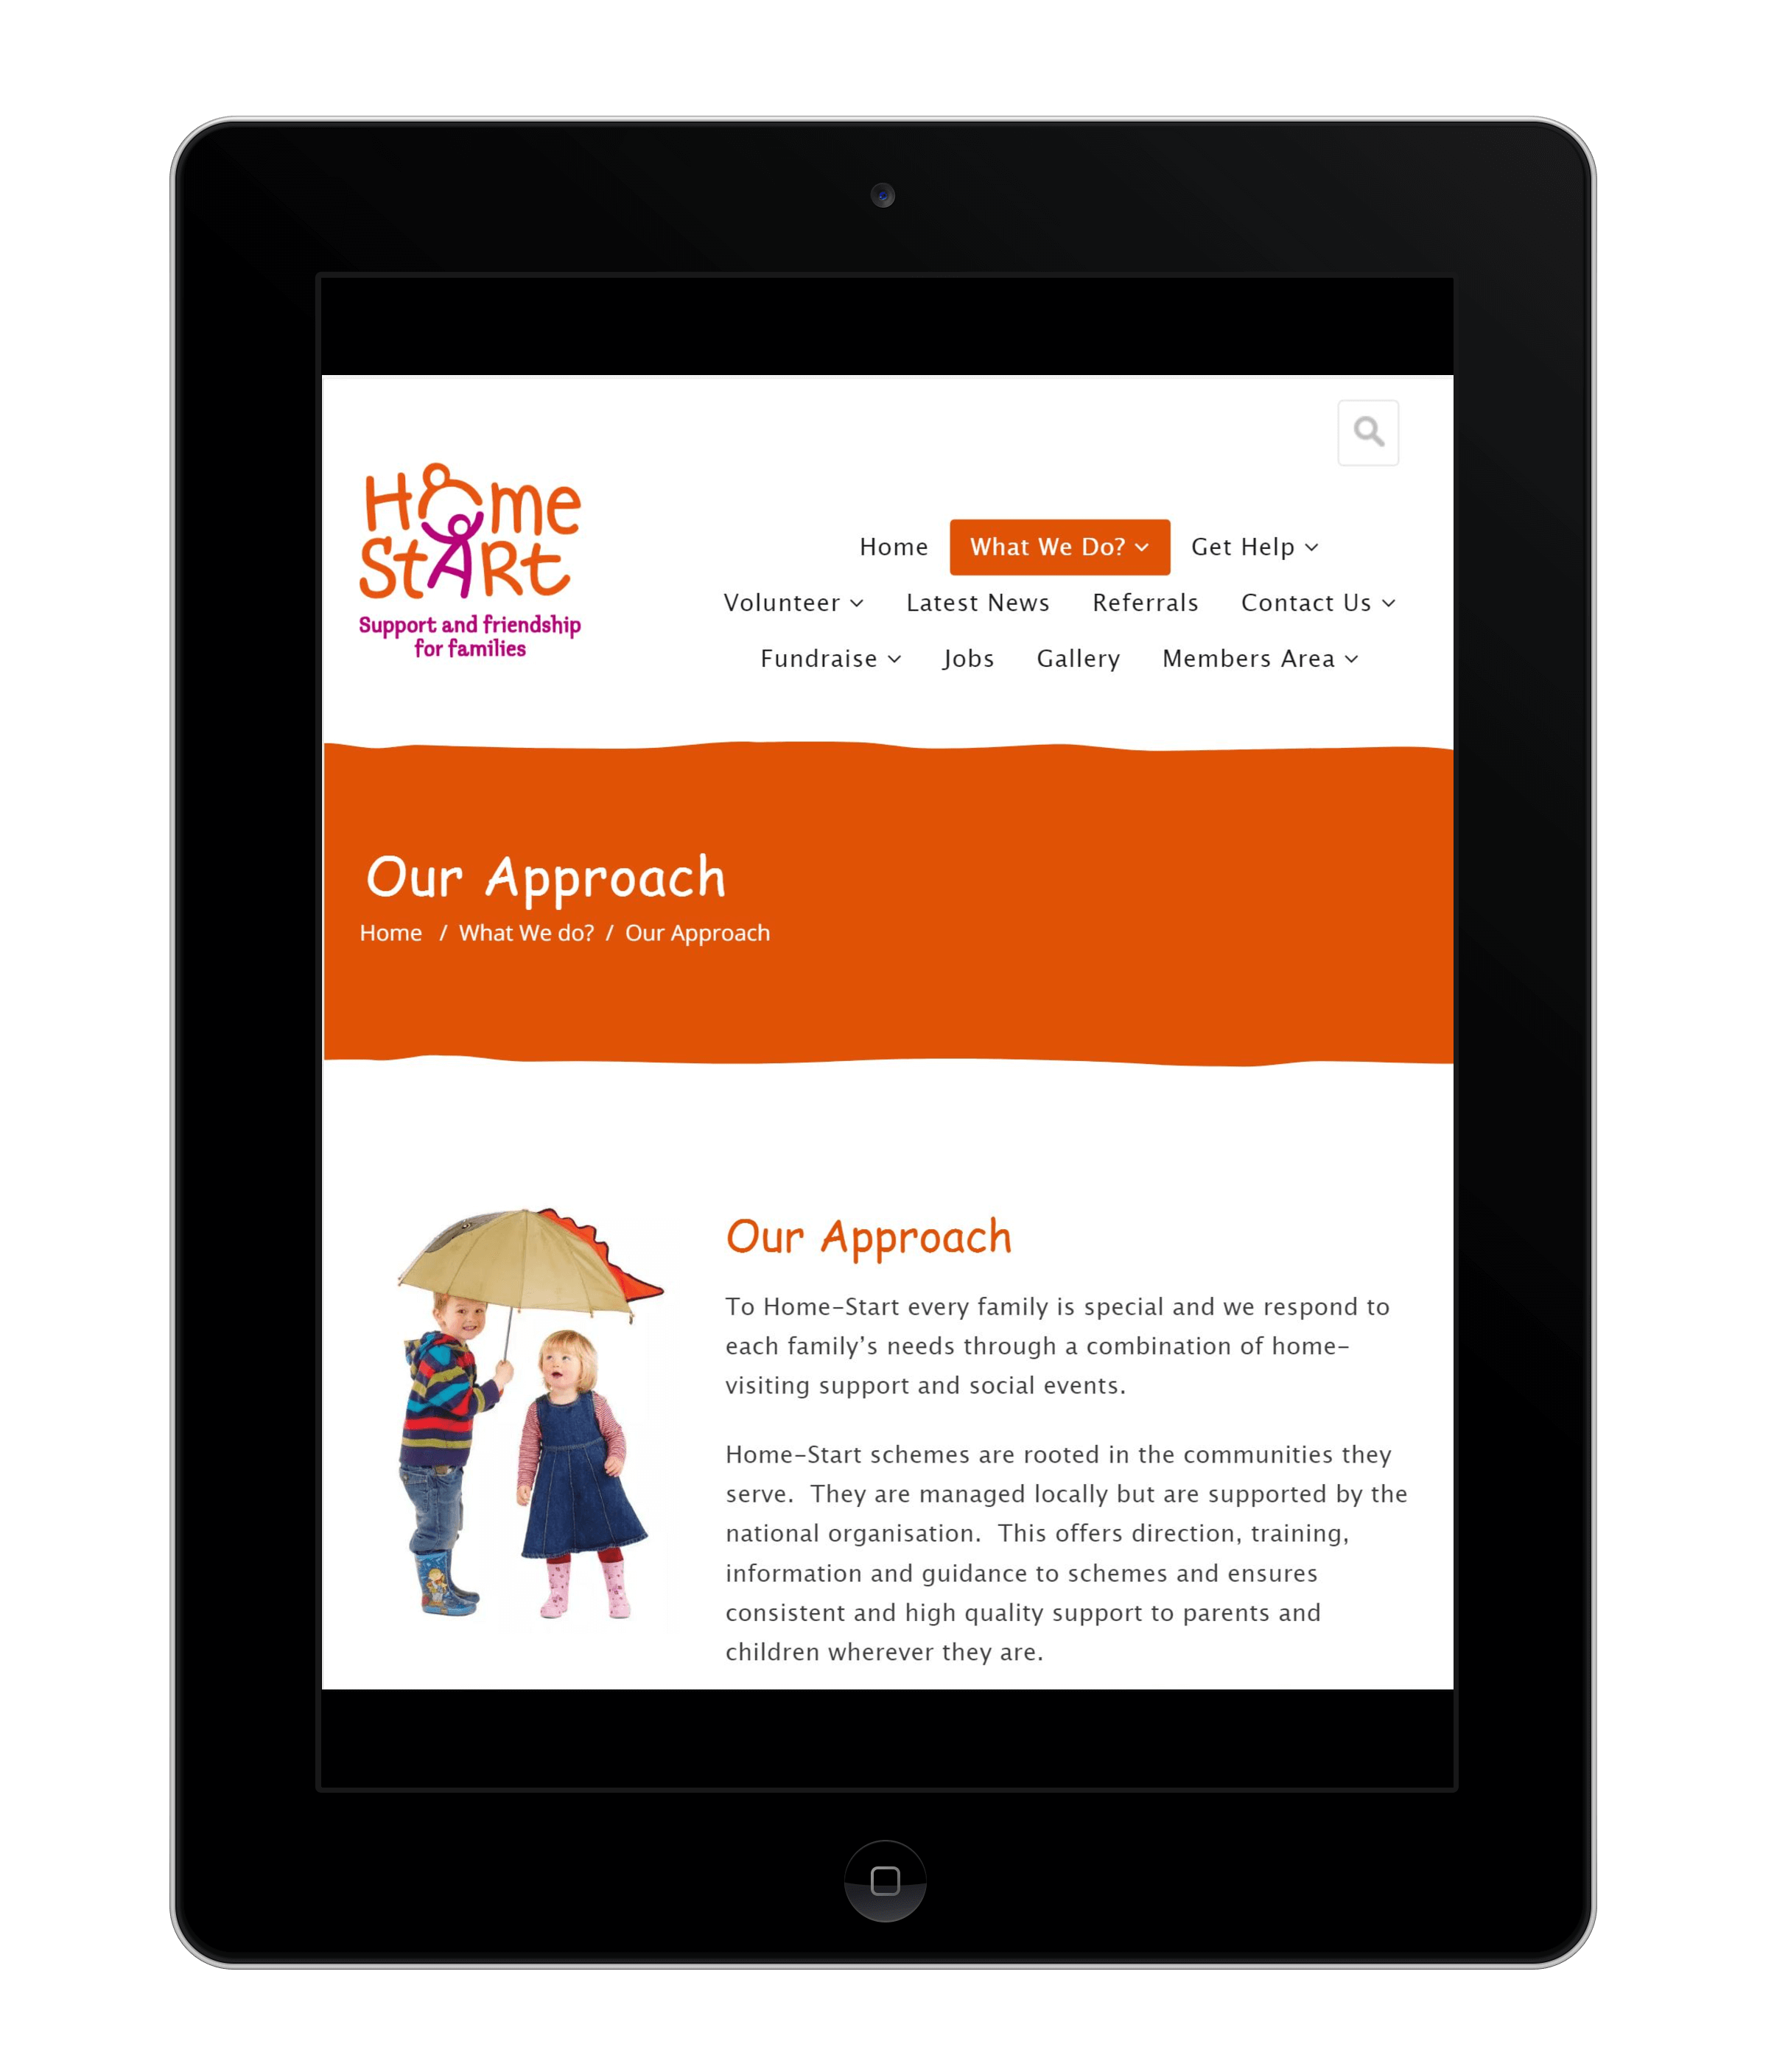 Home
Start
Support and friendship
for families
Home What We Do? Get Help
Volunteer Latest News Referrals Contact Us
Fundraise Jobs Gallery Members Area
Our Approach
Home / What We do? / Our Approach
Our Approach
To Home-Start every family is special and we respond to
each family’s needs through a combination of home-
visiting support and social events.
Home-Start schemes are rooted in the communities they
serve.  They are managed locally but are supported by the
national organisation.  This offers direction, training,
information and guidance to schemes and ensures
consistent and high quality support to parents and
children wherever they are.